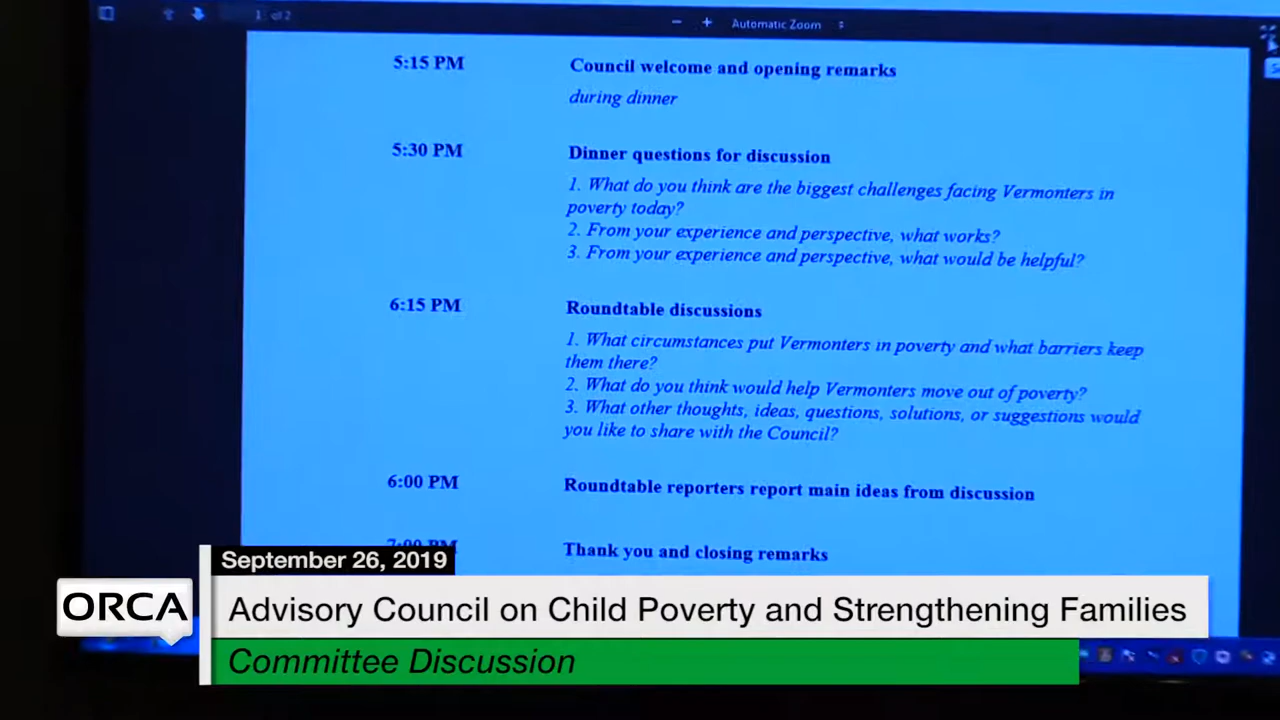 1 of 2
− + Automatic Zoom
5:15 PM Council welcome and opening remarks
during dinner
5:30 PM Dinner questions for discussion
1. What do you think are the biggest challenges facing Vermonters in
poverty today?
2. From your experience and perspective, what works?
3. From your experience and perspective, what would be helpful?
6:15 PM Roundtable discussions
1. What circumstances put Vermonters in poverty and what barriers keep
them there?
2. What do you think would help Vermonters move out of poverty?
3. What other thoughts, ideas, questions, solutions, or suggestions would
you like to share with the Council?
6:00 PM Roundtable reporters report main ideas from discussion
7:00 PM Thank you and closing remarks
September 26, 2019
ORCA
Advisory Council on Child Poverty and Strengthening Families
Committee Discussion